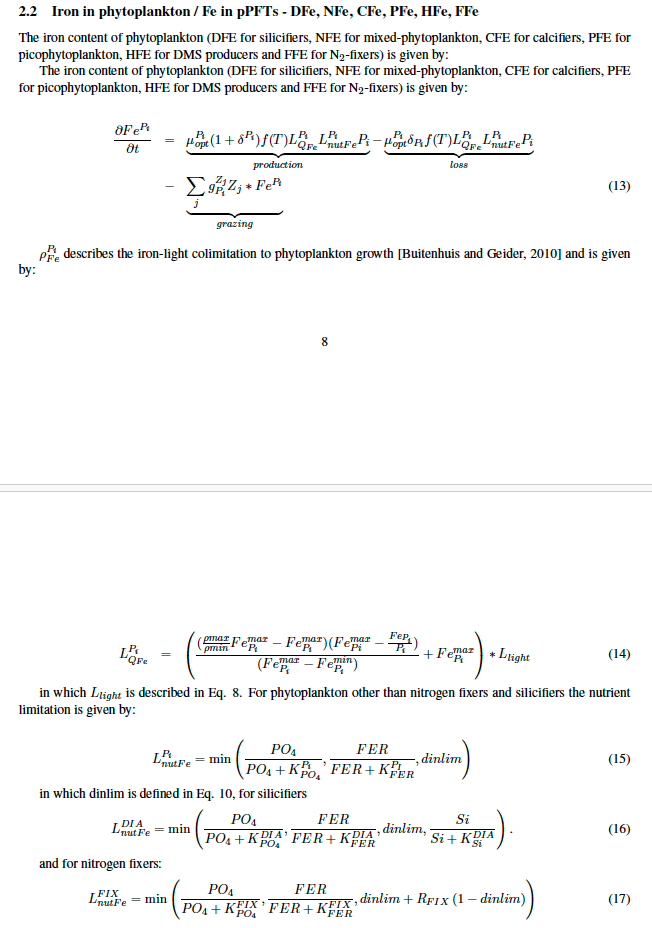 2.2 Iron in phytoplankton / Fe in pPFTs - DFe, NFe, CFe, PFe, HFe, FFe
The iron content of phytoplankton (DFE for silicifiers, NFE for mixed-phytoplankton, CFE for calcifiers, PFE for
picophytoplankton, HFE for DMS producers and FFE for N₂-fixers) is given by:
The iron content of phytoplankton (DFE for silicifiers, NFE for mixed-phytoplankton, CFE for calcifiers, PFE
for picophytoplankton, HFE for DMS producers and FFE for N₂-fixers) is given by:
\frac{\partial Fe^{P_i}}{\partial t} = \underbrace{\mu_{opt}^{P_i}(1+\delta^{P_i})f(T)L_{Q_{Fe}}^{P_i}L_{nutFe}^{P_i}P_i}_{production} - \underbrace{\mu_{opt}^{P_i}\delta_{P_i}f(T)L_{Q_{Fe}}^{P_i}L_{nutFe}^{P_i}P_i}_{loss}
- \underbrace{\sum_j g_{P_i}^{Z_j}Z_j * Fe^{P_i}}_{grazing} (13)
\rho_{Fe}^{P_i} describes the iron-light colimitation to phytoplankton growth [Buitenhuis and Geider, 2010] and is given
by:
8
L_{Q_{Fe}}^{P_i} = \left(\frac{(\frac{\rho max}{\rho min}Fe_{P_i}^{max} - Fe_{P_i}^{max})(Fe_{Pi}^{max} - \frac{Fe_{P_i}}{P_i})}{(Fe_{P_i}^{max} - Fe_{P_i}^{min})} + Fe_{P_i}^{max}\right) * L_{light} (14)
in which L_{light} is described in Eq. 8. For phytoplankton other than nitrogen fixers and silicifiers the nutrient
limitation is given by:
L_{nutFe}^{P_i} = \min\left(\frac{PO_4}{PO_4 + K_{PO_4}^{P_i}}, \frac{FER}{FER + K_{FER}^{P_i}}, dinlim\right) (15)
in which dinlim is defined in Eq. 10, for silicifiers
L_{nutFe}^{DIA} = \min\left(\frac{PO_4}{PO_4 + K_{PO_4}^{DIA}}, \frac{FER}{FER + K_{FER}^{DIA}}, dinlim, \frac{Si}{Si + K_{Si}^{DIA}}\right). (16)
and for nitrogen fixers:
L_{nutFe}^{FIX} = \min\left(\frac{PO_4}{PO_4 + K_{PO_4}^{FIX}}, \frac{FER}{FER + K_{FER}^{FIX}}, dinlim + R_{FIX}(1 - dinlim)\right) (17)